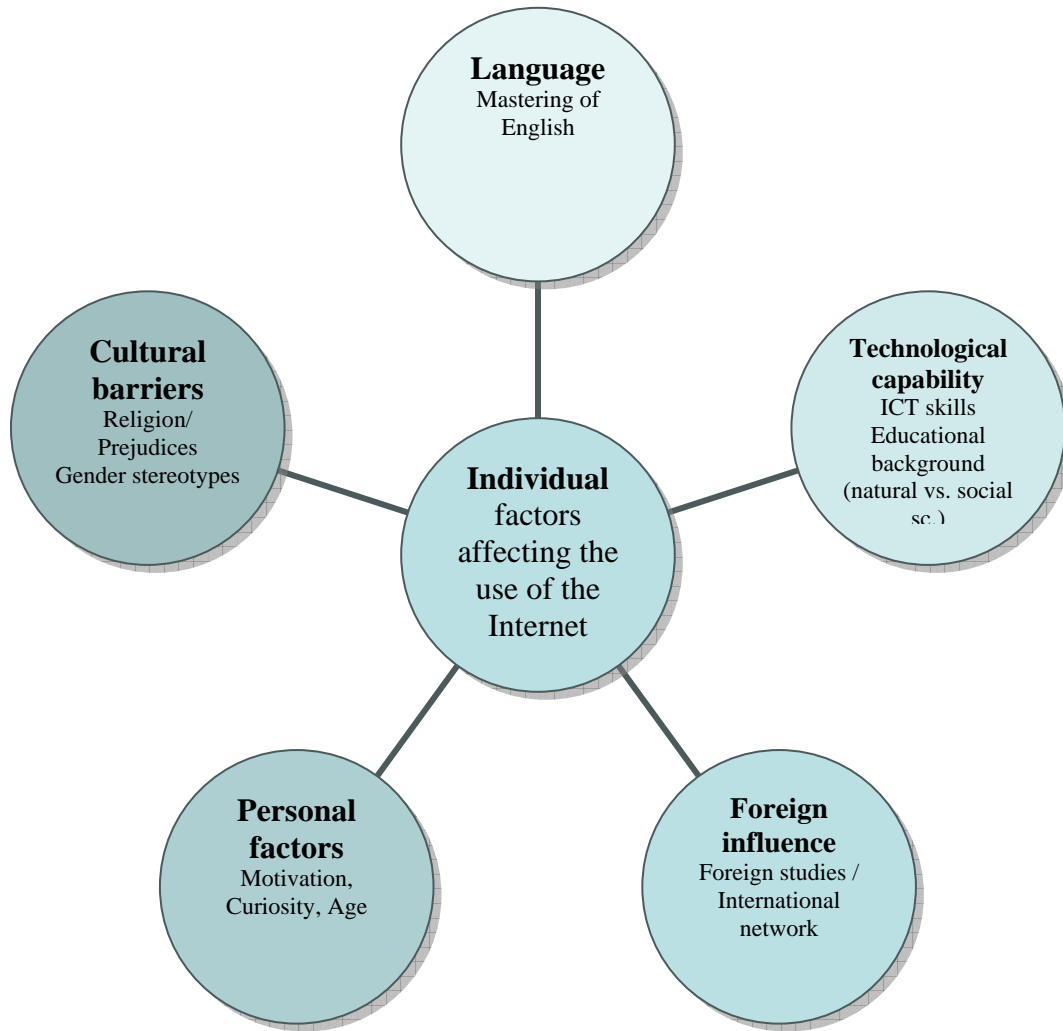 Language
Mastering of
English
Cultural
barriers
Religion/
Prejudices
Gender stereotypes
Technological
capability
ICT skills
Educational
background
(natural vs. social
sc.)
Individual
factors
affecting the
use of the
Internet
Personal
factors
Motivation,
Curiosity, Age
Foreign
influence
Foreign studies /
International
network